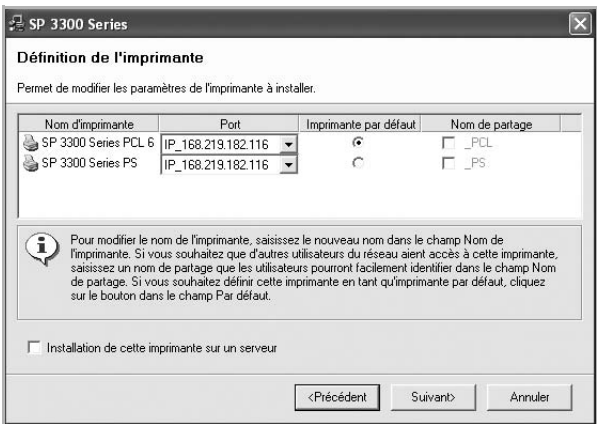 SP 3300 Series
Définition de l'imprimante
Permet de modifier les paramètres de l'imprimante à installer.
Nom d'imprimante Port Imprimante par défaut Nom de partage
SP 3300 Series PCL 6 IP_168.219.182.116 _PCL
SP 3300 Series PS IP_168.219.182.116 _PS
Pour modifier le nom de l'imprimante, saisissez le nouveau nom dans le champ Nom de
l'imprimante. Si vous souhaitez que d'autres utilisateurs du réseau aient accès à cette imprimante,
saisissez un nom de partage que les utilisateurs pourront facilement identifier dans le champ Nom
de partage. Si vous souhaitez définir cette imprimante en tant qu'imprimante par défaut, cliquez
sur le bouton dans le champ Par défaut.
Installation de cette imprimante sur un serveur
<Précédent Suivant> Annuler